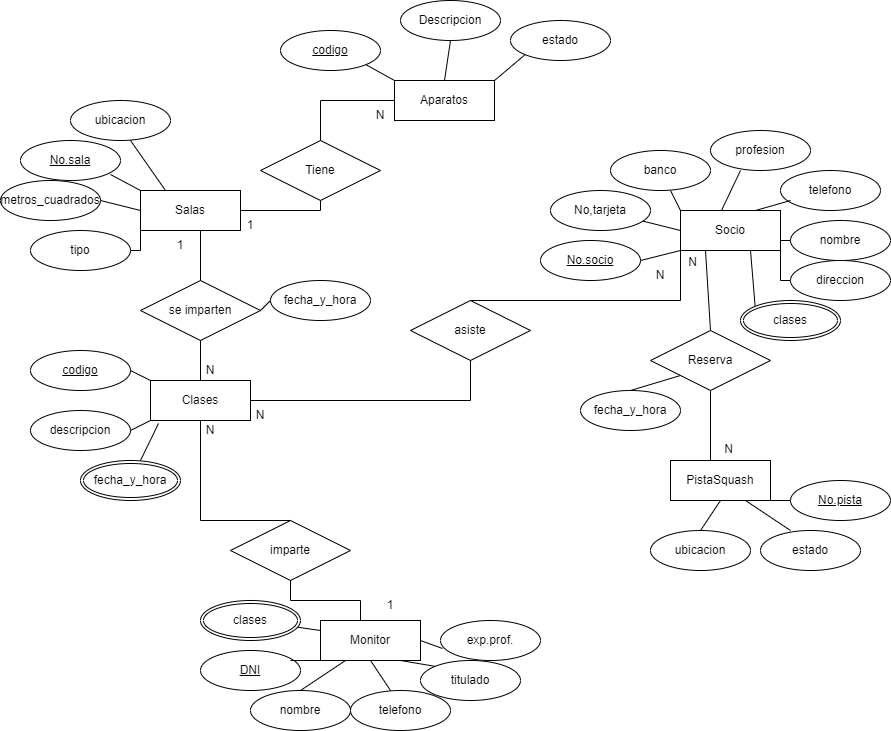 Descripcion
codigo
estado
Aparatos
N
ubicacion
No.sala
metros_cuadrados
tipo
Salas
1
1
Tiene
profesion
banco
telefono
No,tarjeta
Socio
nombre
No.socio
N
N
direccion
clases
se imparten
fecha_y_hora
asiste
Reserva
N
codigo
Clases
N
fecha_y_hora
descripcion
N
N
fecha_y_hora
PistaSquash
No.pista
ubicacion
estado
imparte
1
clases
Monitor
exp.prof.
DNI
titulado
nombre
telefono